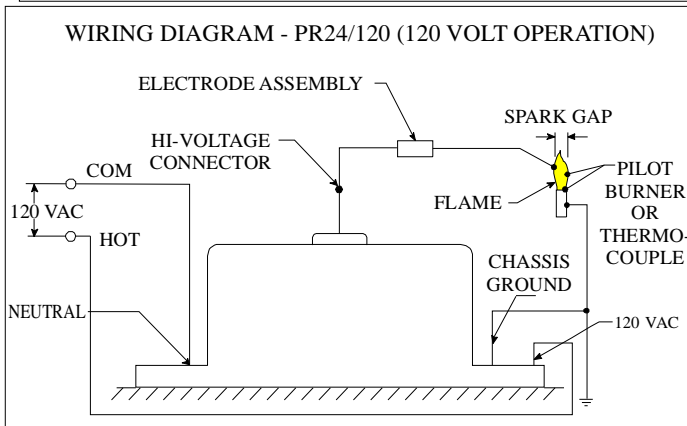 WIRING DIAGRAM - PR24/120 (120 VOLT OPERATION)
ELECTRODE ASSEMBLY
SPARK GAP
HI-VOLTAGE
CONNECTOR
COM
120 VAC
HOT
FLAME
PILOT
BURNER
OR
THERMO-
COUPLE
CHASSIS
GROUND
NEUTRAL
120 VAC